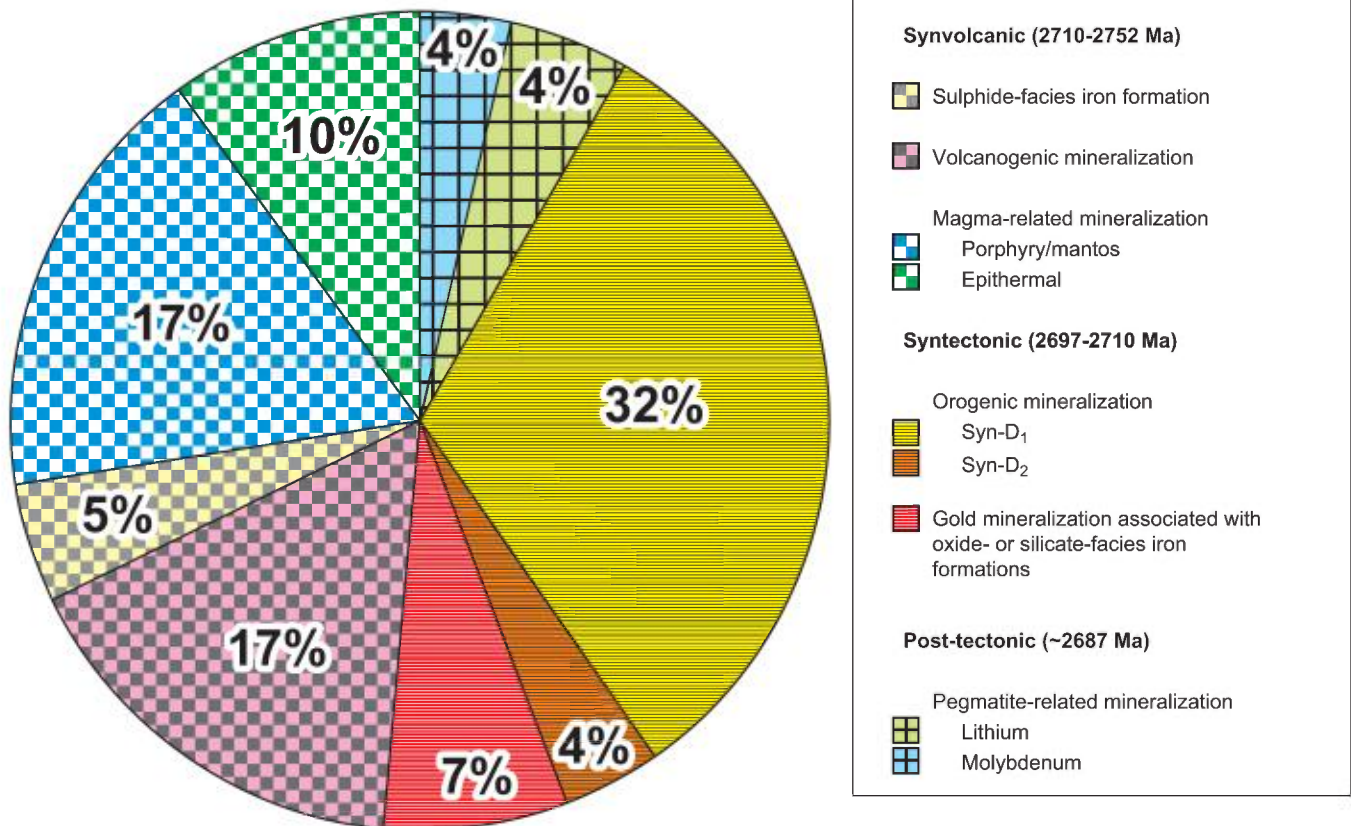 4%
4%
10%
32%
17%
5%
17%
7%
4%
Synvolcanic (2710-2752 Ma)
Sulphide-facies iron formation
Volcanogenic mineralization
Magma-related mineralization
Porphyry/mantos
Epithermal
Syntectonic (2697-2710 Ma)
Orogenic mineralization
Syn-D₁
Syn-D₂
Gold mineralization associated with
oxide- or silicate-facies iron
formations
Post-tectonic (~2687 Ma)
Pegmatite-related mineralization
Lithium
Molybdenum